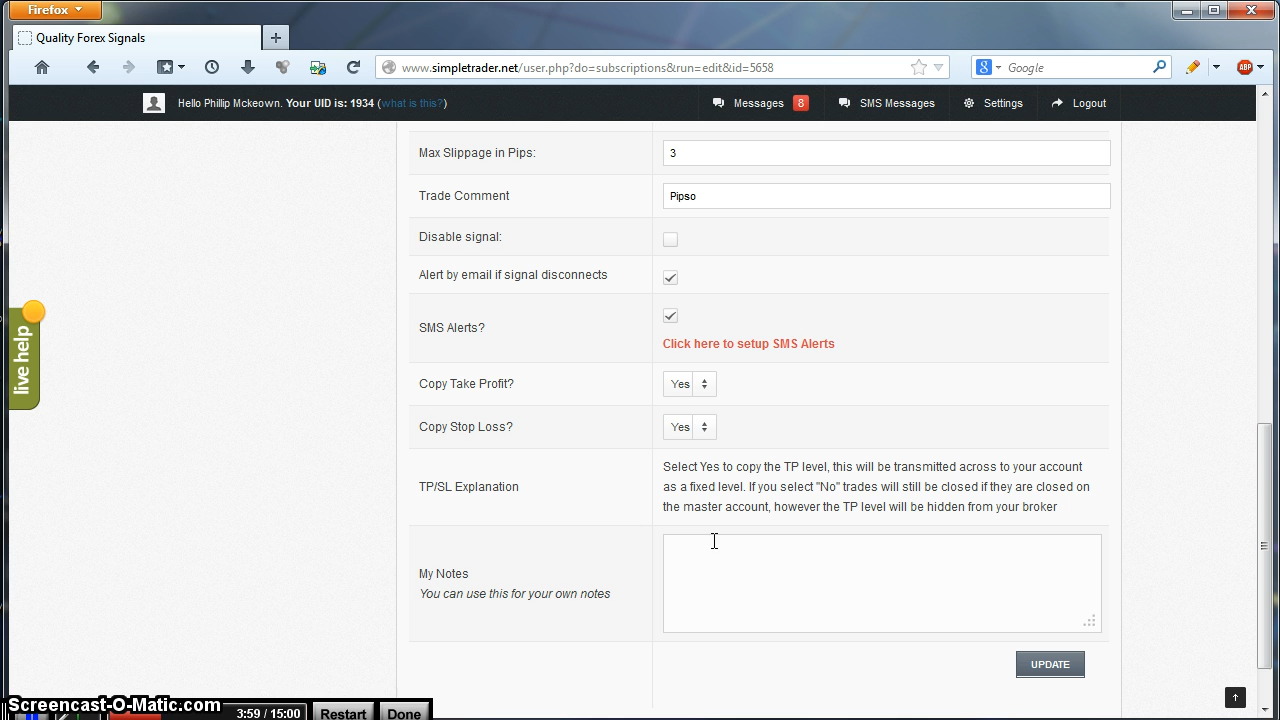 Firefox
Quality Forex Signals
www.simpletrader.net/user.php?do=subscriptions&run=edit&id=5658
Google
ABP
Hello Phillip Mckeown. Your UID is: 1934 (what is this?)
Messages 8
SMS Messages
Settings
Logout
Max Slippage in Pips:
3
Trade Comment
Pipso
Disable signal:
Alert by email if signal disconnects
SMS Alerts?
Click here to setup SMS Alerts
live help
Copy Take Profit?
Yes
Copy Stop Loss?
Yes
TP/SL Explanation
Select Yes to copy the TP level, this will be transmitted across to your account
as a fixed level. If you select "No" trades will still be closed if they are closed on
the master account, however the TP level will be hidden from your broker
My Notes
You can use this for your own notes
UPDATE
Screencast-O-Matic.com
3:59 / 15:00
Restart
Done